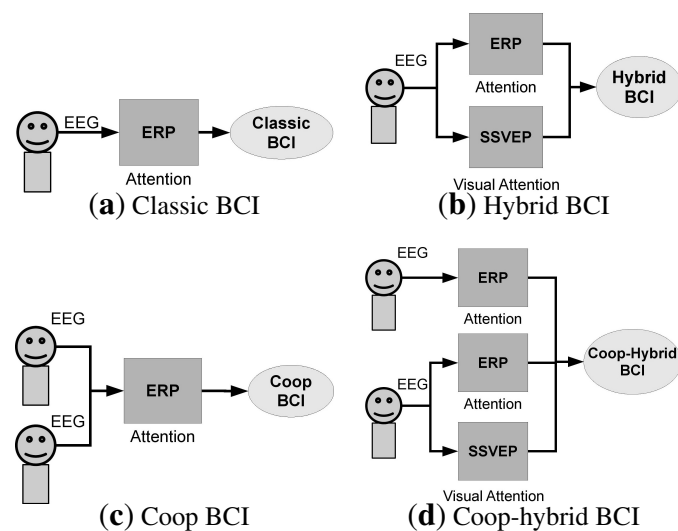 EEG
ERP
Attention
Classic
BCI
(a) Classic BCI
EEG
ERP
Attention
SSVEP
Visual Attention
Hybrid
BCI
(b) Hybrid BCI
EEG
EEG
ERP
Attention
Coop
BCI
(c) Coop BCI
EEG
ERP
Attention
EEG
ERP
Attention
SSVEP
Visual Attention
Coop-Hybrid
BCI
(d) Coop-hybrid BCI